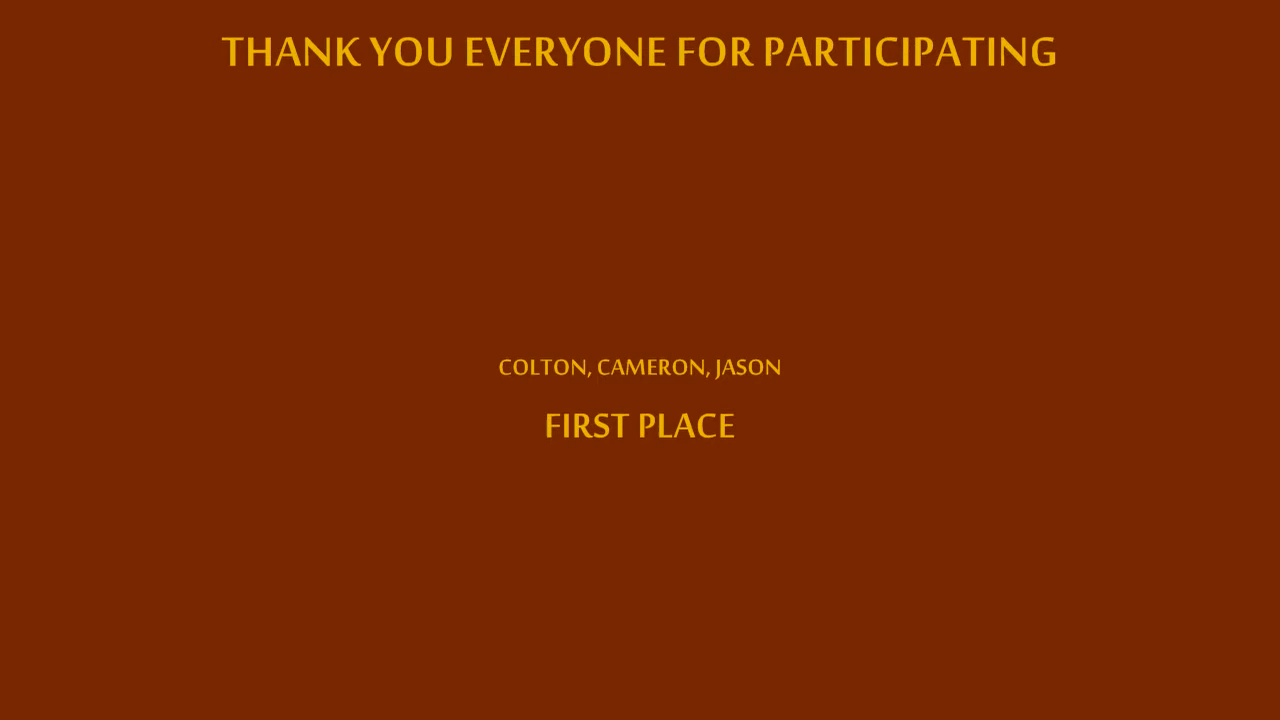 THANK YOU EVERYONE FOR PARTICIPATING
COLTON, CAMERON, JASON
FIRST PLACE